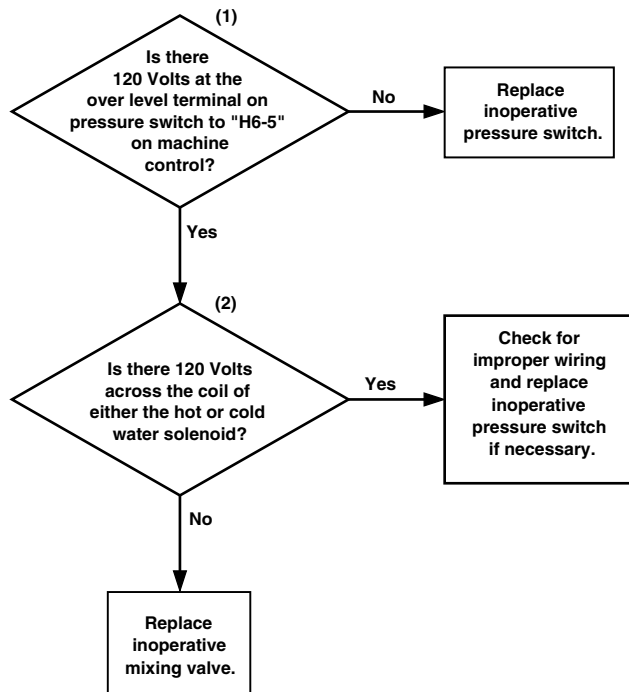 (1)
Is there
120 Volts at the
over level terminal on
pressure switch to "H6-5"
on machine
control?
No
Replace
inoperative
pressure switch.
Yes
(2)
Is there 120 Volts
across the coil of
either the hot or cold
water solenoid?
Yes
Check for
improper wiring
and replace
inoperative
pressure switch
if necessary.
No
Replace
inoperative
mixing valve.